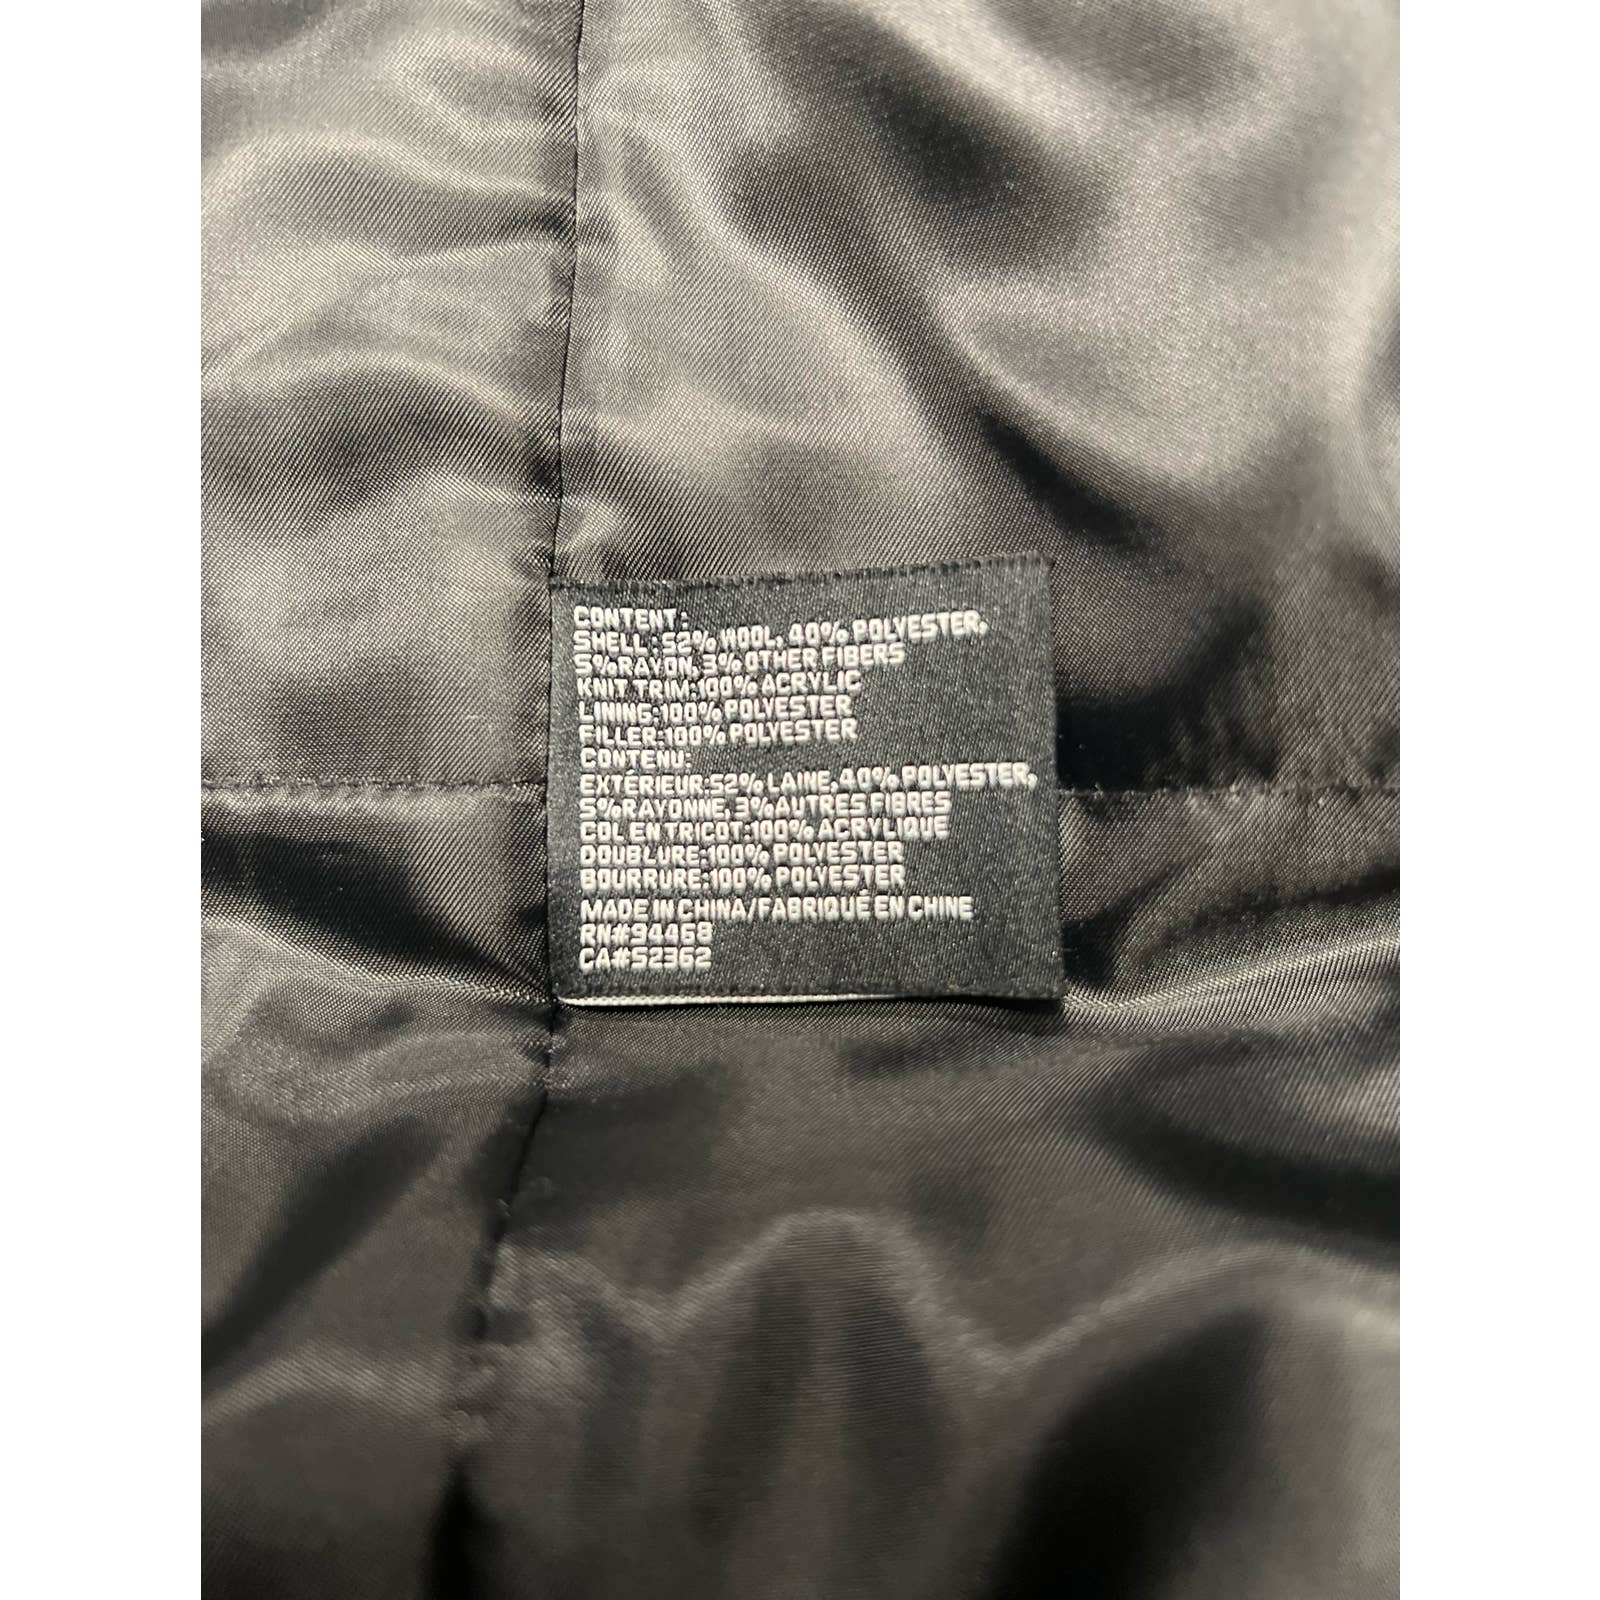 CONTENT:
SHELL:52% WOOL, 40% POLYESTER,
5%RAYON, 3% OTHER FIBERS
KNIT TRIM:100% ACRYLIC
LINING:100% POLYESTER
FILLER:100% POLYESTER
CONTENU:
EXTÉRIEUR:52% LAINE, 40% POLYESTER,
5%RAYONNE, 3% AUTRES FIBRES
COL EN TRICOT:100% ACRYLIQUE
DOUBLURE:100% POLYESTER
BOURRURE:100% POLYESTER
MADE IN CHINA/FABRIQUÉ EN CHINE
RN#94468
CA#52362